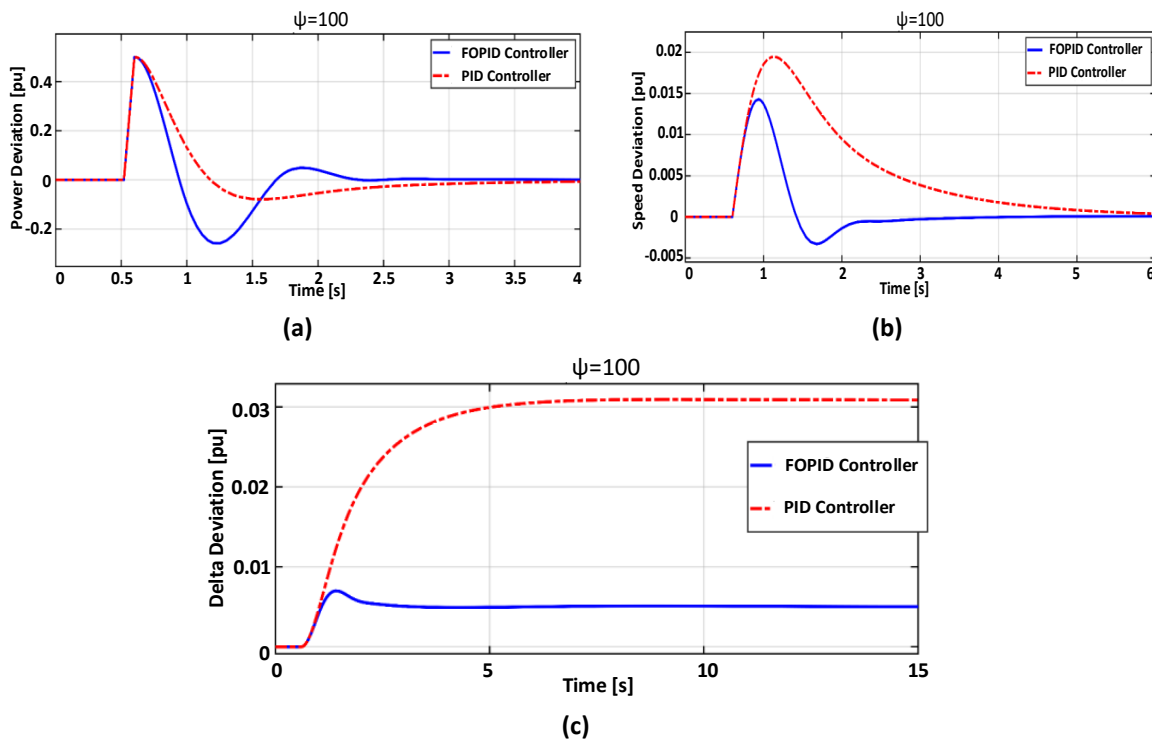 ψ=100
Power Deviation [pu]
0.4
0.2
0
-0.2
FOPID Controller
PID Controller
0 0.5 1 1.5 2 2.5 3 3.5 4
Time [s]
(a)
ψ=100
Speed Deviation [pu]
0.02
0.015
0.01
0.005
0
-0.005
FOPID Controller
PID Controller
0 1 2 3 4 5 6
Time [s]
(b)
ψ=100
Delta Deviation [pu]
0.03
0.02
0.01
0
FOPID Controller
PID Controller
0 5 10 15
Time [s]
(c)